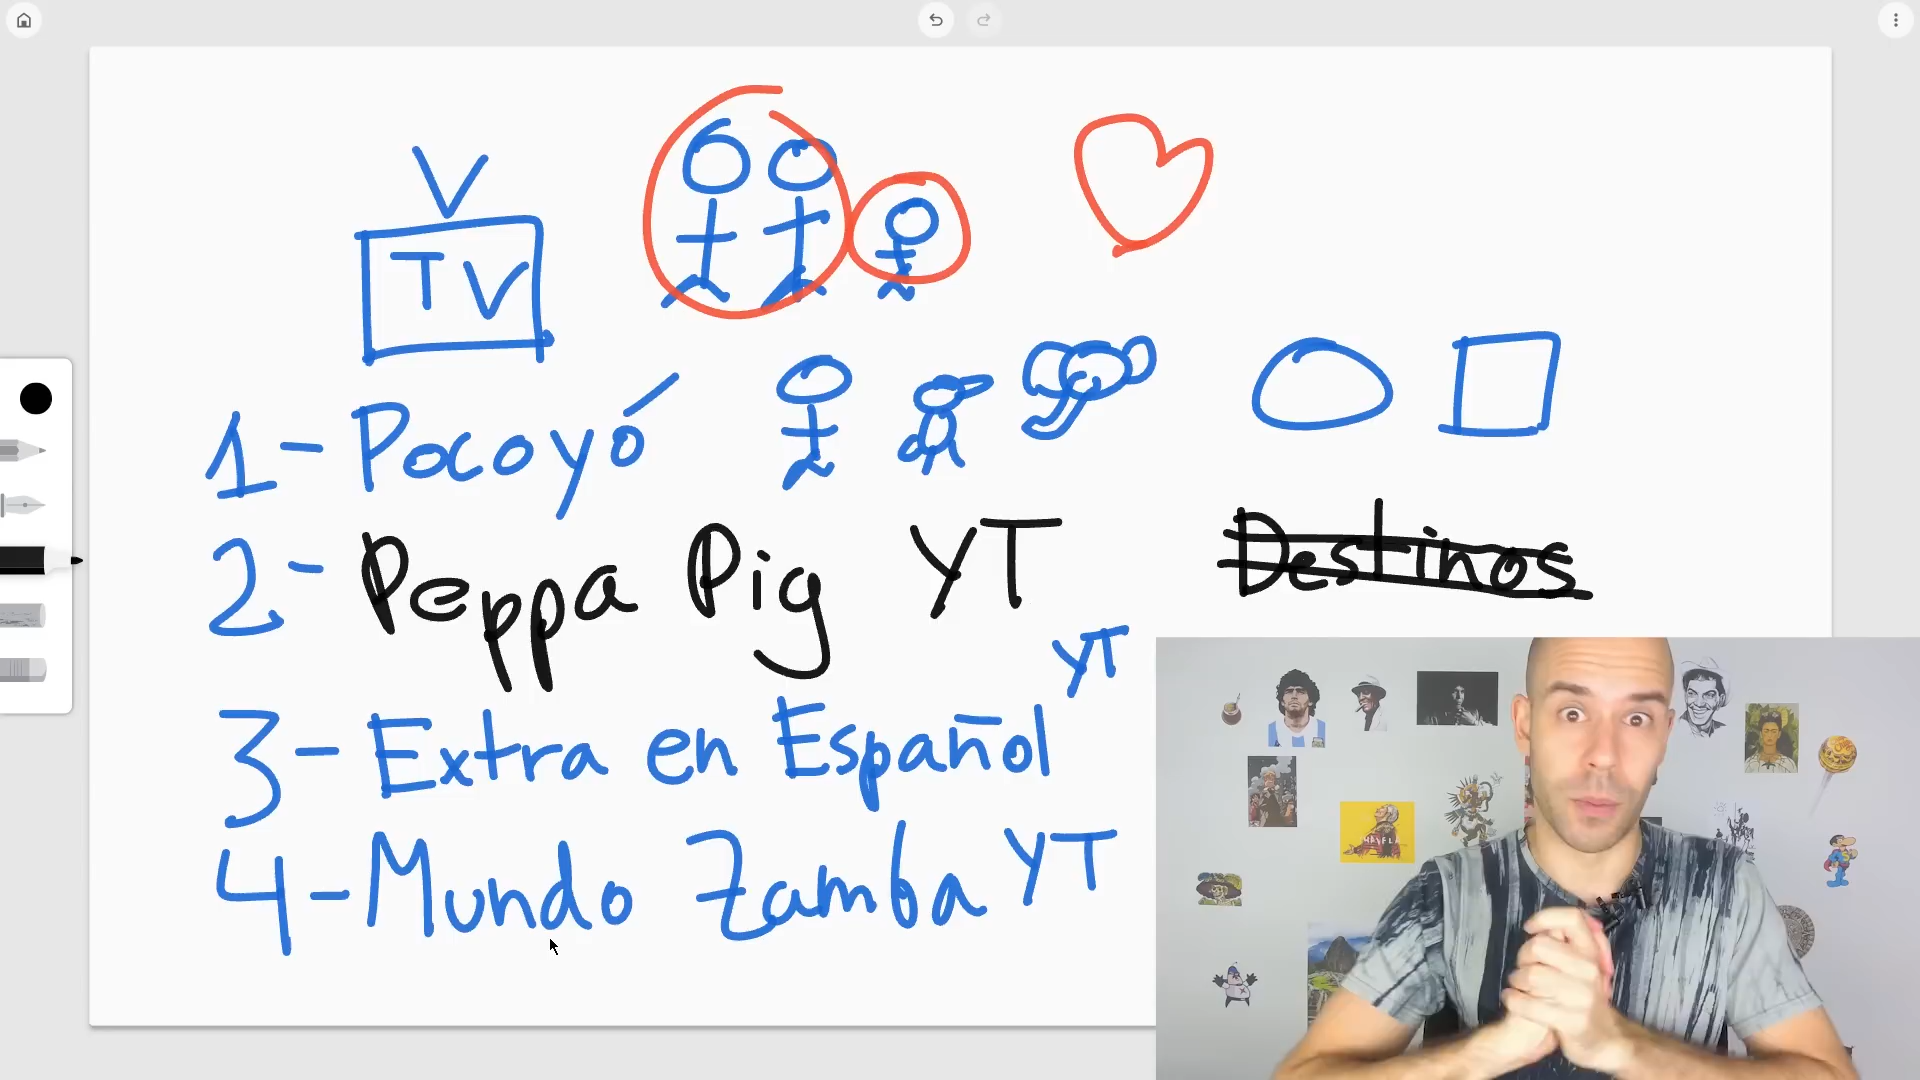 TV
1- Pocoyó
2- Peppa Pig YT
Destinos
3- Extra en Español YT
4- Mundo Zamba YT